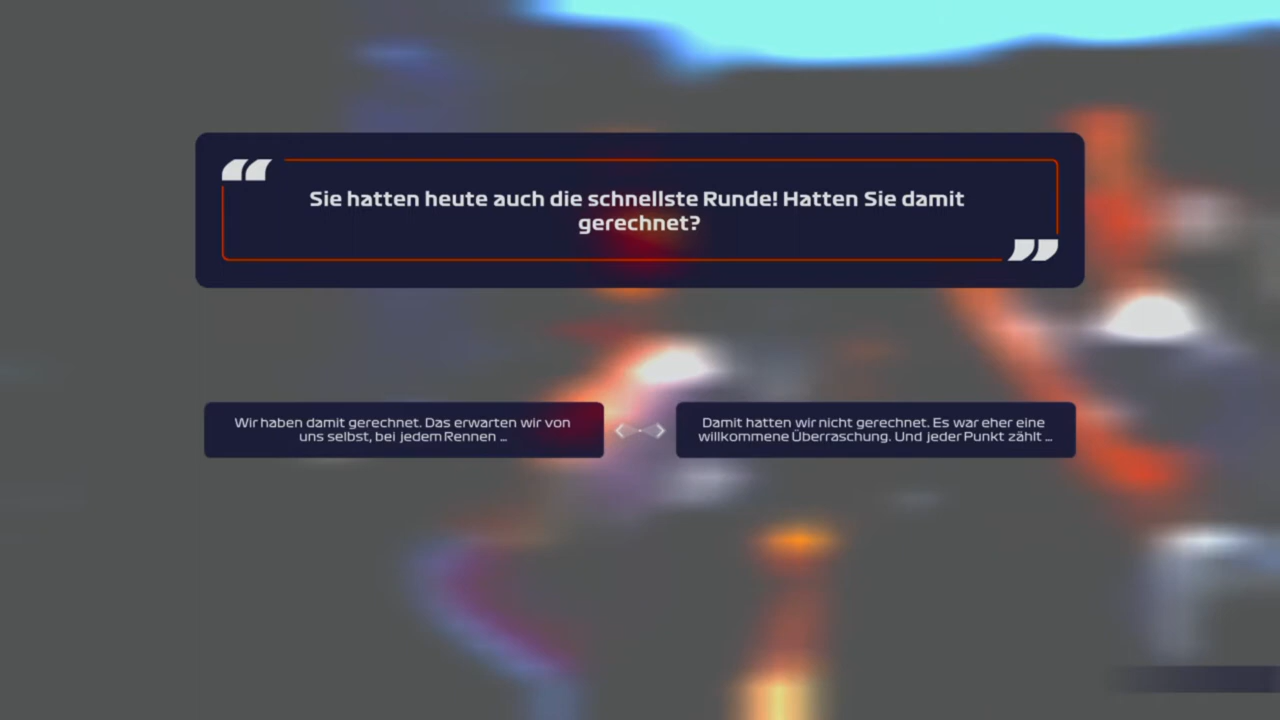 Sie hatten heute auch die schnellste Runde! Hatten Sie damit
gerechnet?
Wir haben damit gerechnet. Das erwarten wir von
uns selbst, bei jedem Rennen ...
Damit hatten wir nicht gerechnet. Es war eher eine
willkommene Überraschung. Und jeder Punkt zählt ...